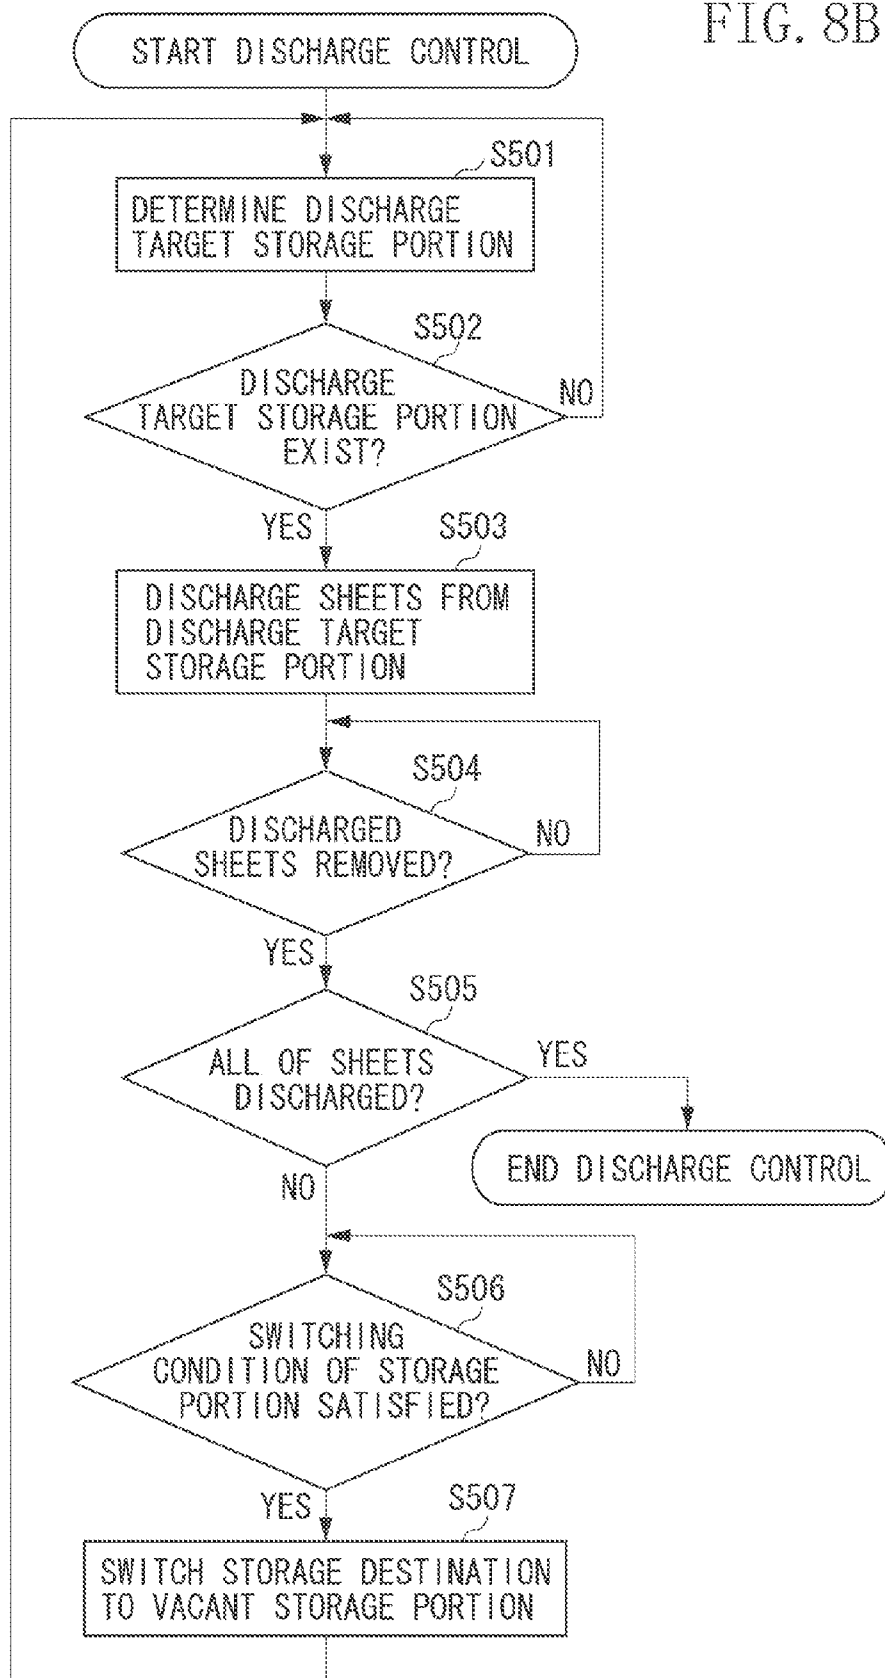 FIG. 8B
START DISCHARGE CONTROL
S501
DETERMINE DISCHARGE
TARGET STORAGE PORTION
S502
DISCHARGE
TARGET STORAGE PORTION
EXIST?
NO
YES
S503
DISCHARGE SHEETS FROM
DISCHARGE TARGET
STORAGE PORTION
S504
DISCHARGED
SHEETS REMOVED?
NO
YES
S505
ALL OF SHEETS
DISCHARGED?
YES
END DISCHARGE CONTROL
NO
S506
SWITCHING
CONDITION OF STORAGE
PORTION SATISFIED?
NO
YES
S507
SWITCH STORAGE DESTINATION
TO VACANT STORAGE PORTION